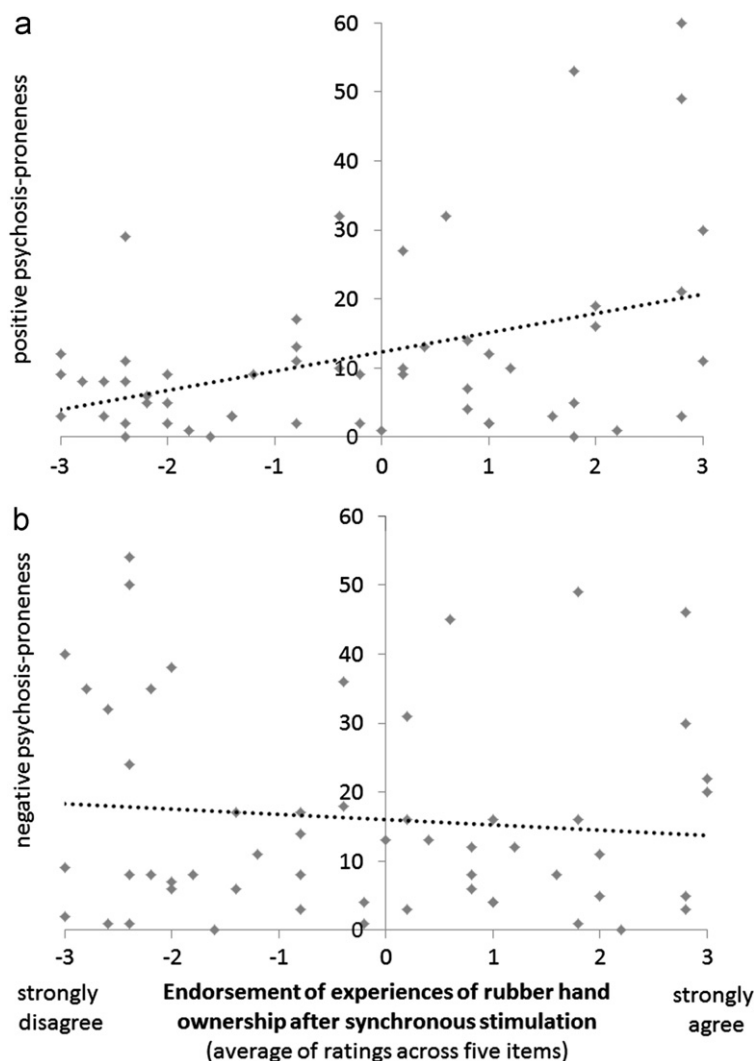 a
positive psychosis-proneness
60
50
40
30
20
10
0
-3 -2 -1 0 1 2 3
b
negative psychosis-proneness
60
50
40
30
20
10
0
-3 -2 -1 0 1 2 3
strongly disagree
Endorsement of experiences of rubber hand
ownership after synchronous stimulation
(average of ratings across five items)
strongly agree